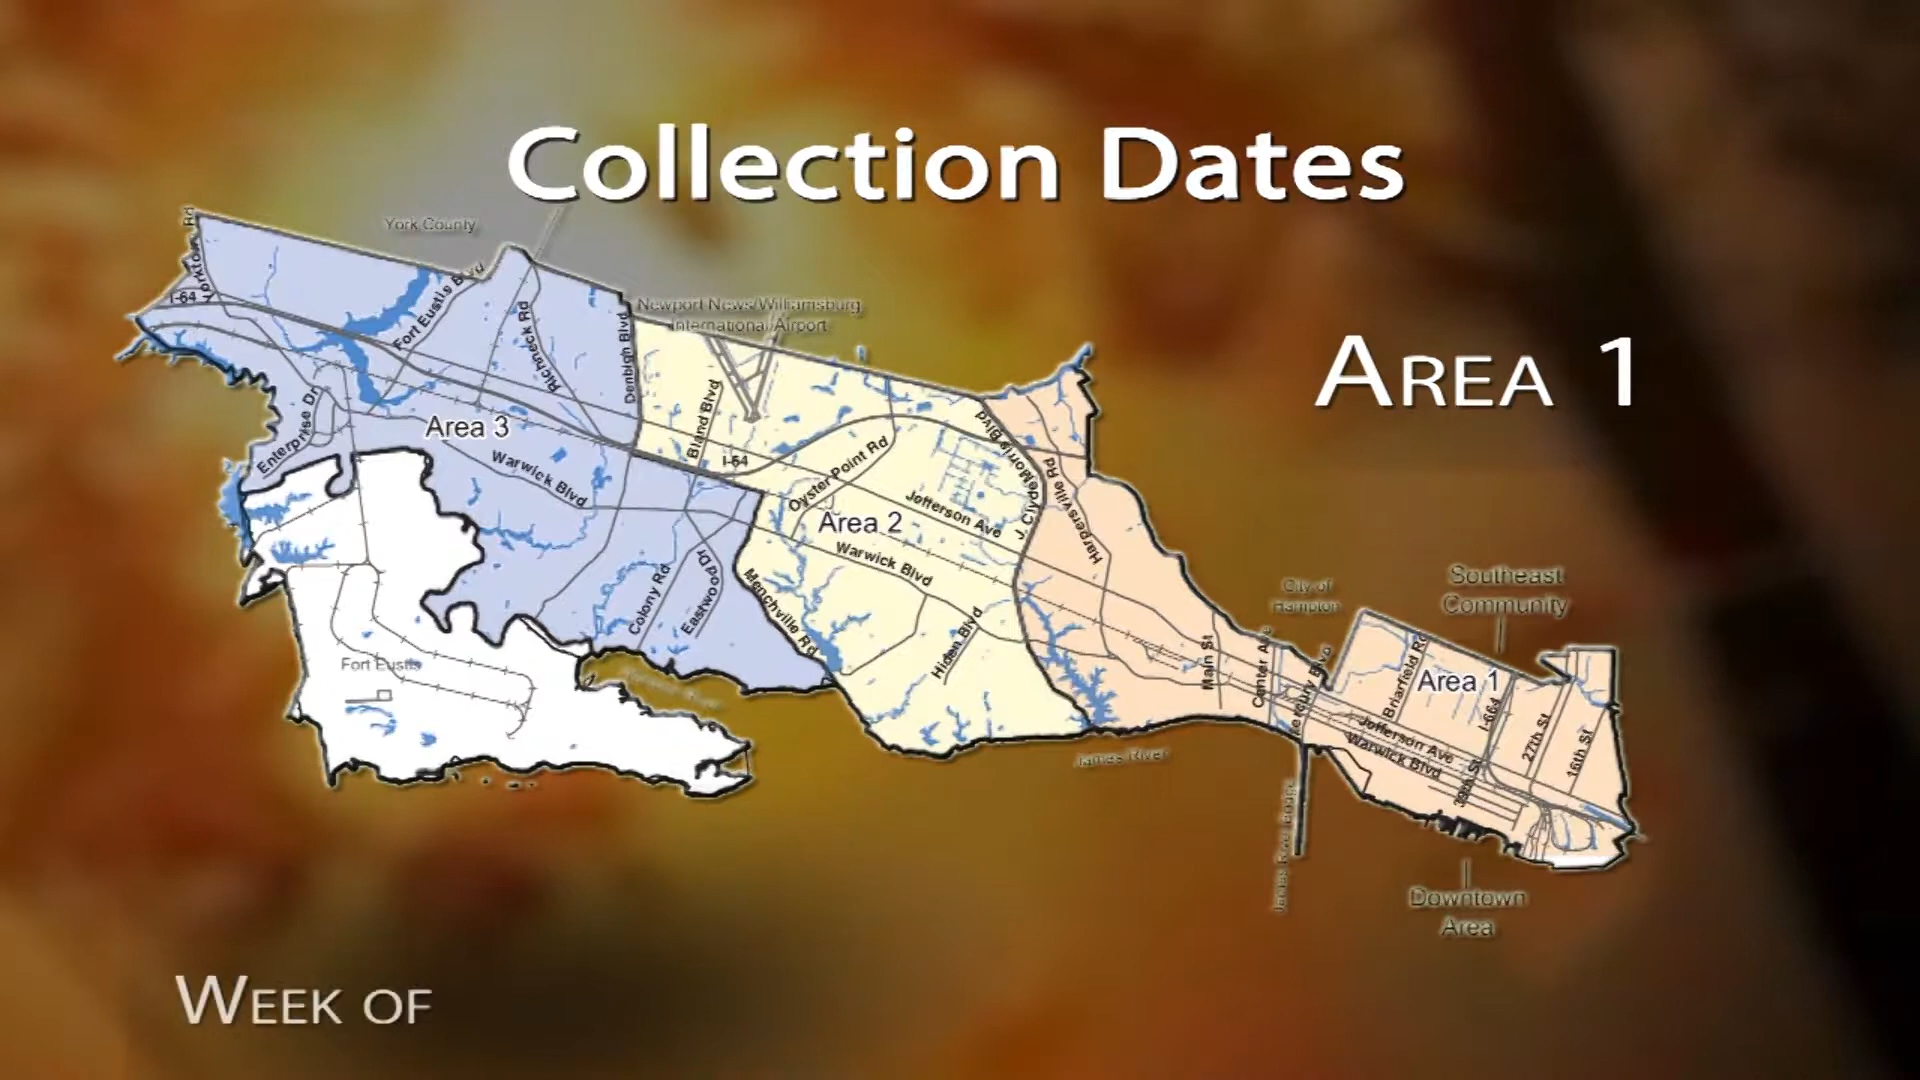 Collection Dates
York County
Newport News/Williamsburg
International Airport
AREA 1
I-64
Fort Eustis Blvd
Richneck Rd
Denbigh Blvd
Bland Blvd
Enterprise Dr
Area 3
Warwick Blvd
I-64
Oyster Point Rd
J. Clyde Morris Blvd
Harpersville Rd
Jefferson Ave
Area 2
Warwick Blvd
Menchville Rd
Colony Rd
Eastwood Dr
Hiden Blvd
City of
Hampton
Southeast
Community
Fort Eustis
Main St
Center Ave
Mercury Blvd
Briarfield Rd
Area 1
I-664
27th St
16th St
Jefferson Ave
Warwick Blvd
39th St
James River
Downtown
Area
WEEK OF